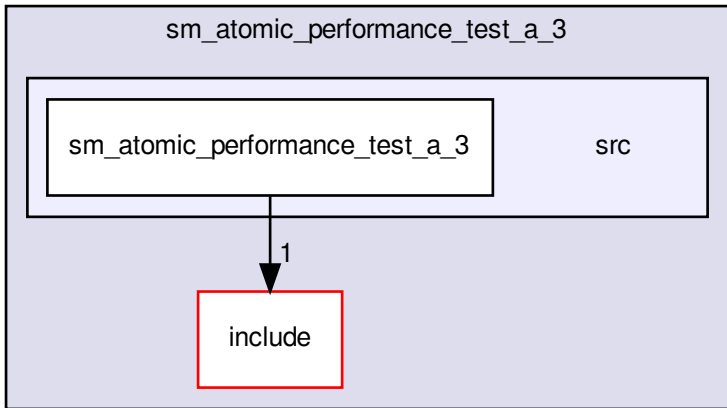 sm_atomic_performance_test_a_3
sm_atomic_performance_test_a_3
src
1
include